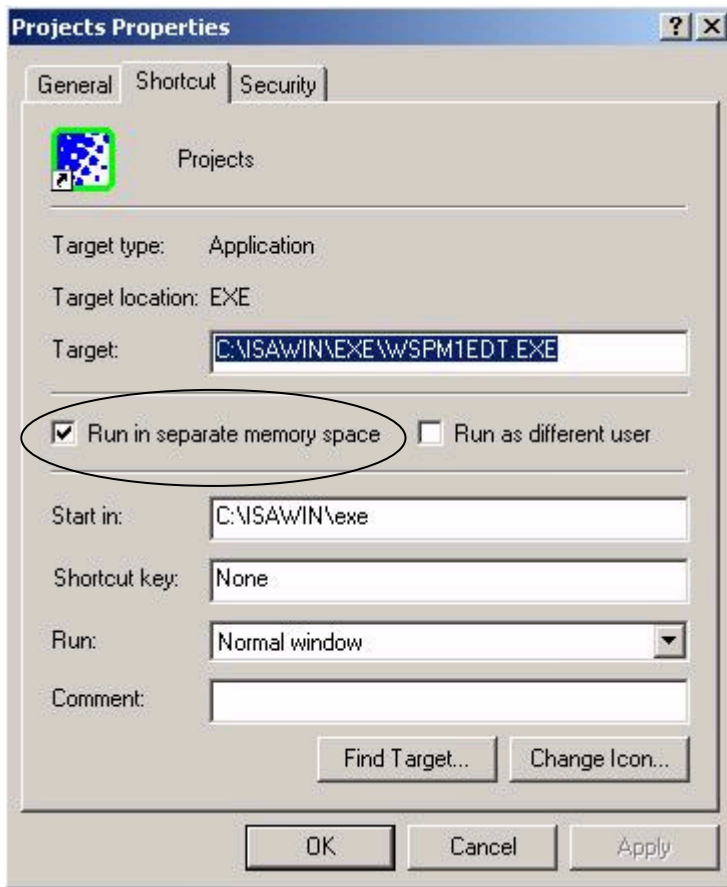 Projects Properties
General Shortcut Security
Projects
Target type: Application
Target location: EXE
Target: C:\ISAWIN\EXE\WSPM1EDT.EXE
Run in separate memory space Run as different user
Start in: C:\ISAWIN\exe
Shortcut key: None
Run: Normal window
Comment:
Find Target... Change Icon...
OK Cancel Apply